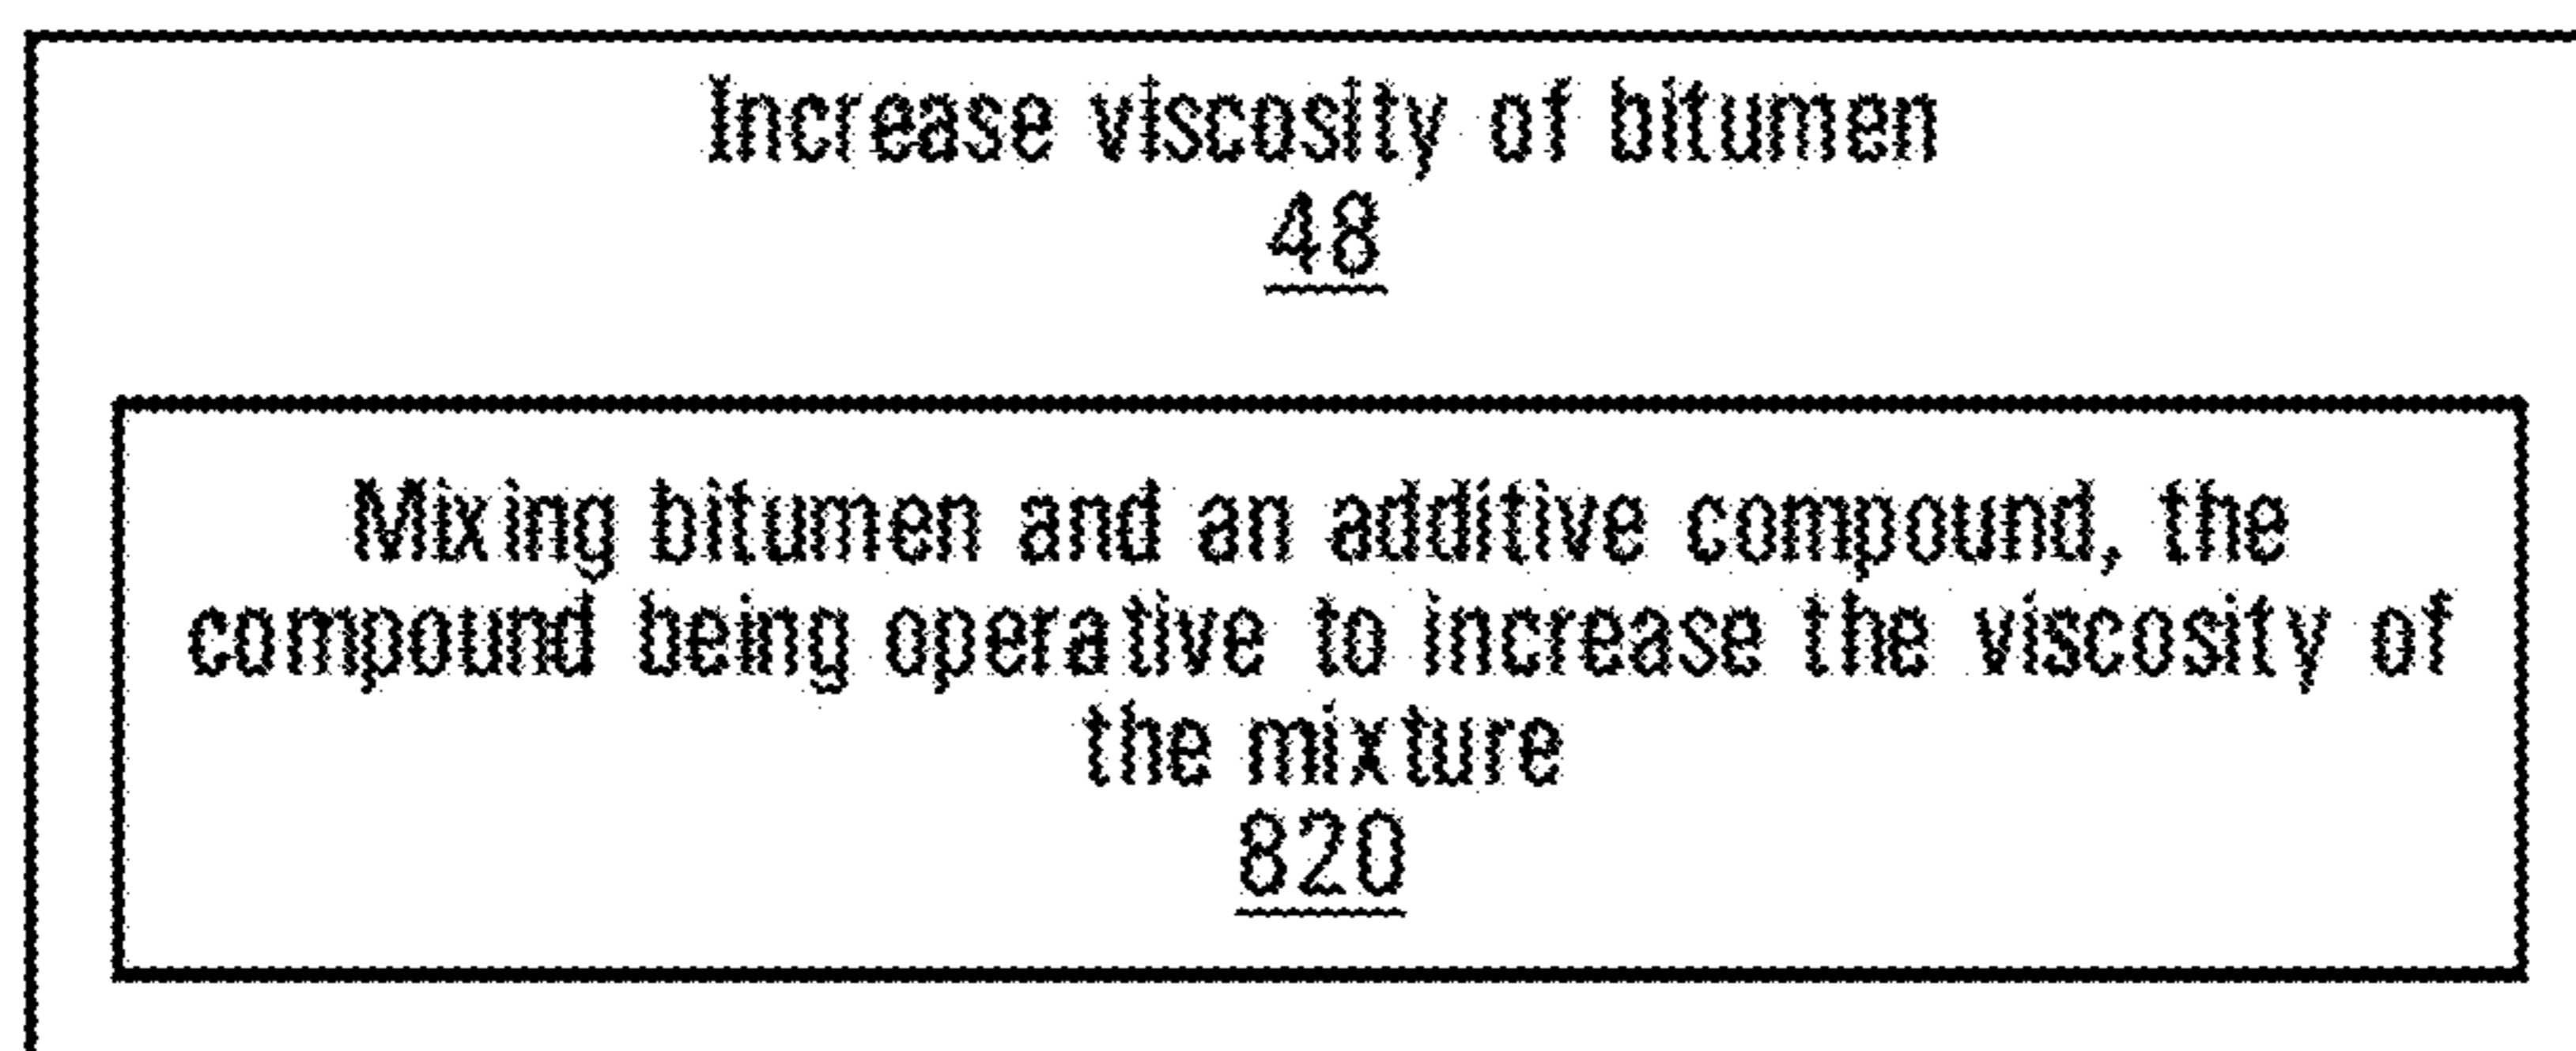 Increase viscosity of bitumen
48
Mixing bitumen and an additive compound, the
compound being operative to increase the viscosity of
the mixture
820